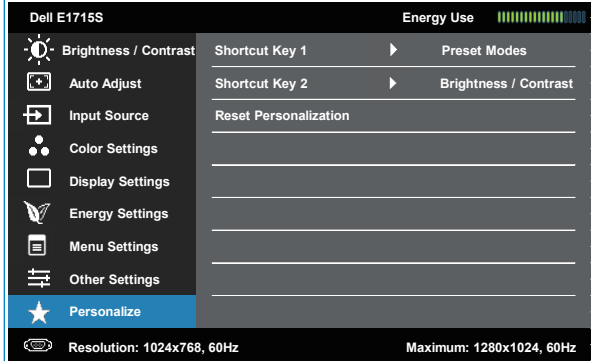 Dell E1715S Energy Use
Brightness / Contrast Shortcut Key 1 Preset Modes
Auto Adjust Shortcut Key 2 Brightness / Contrast
Input Source Reset Personalization
Color Settings
Display Settings
Energy Settings
Menu Settings
Other Settings
Personalize
Resolution: 1024x768, 60Hz Maximum: 1280x1024, 60Hz